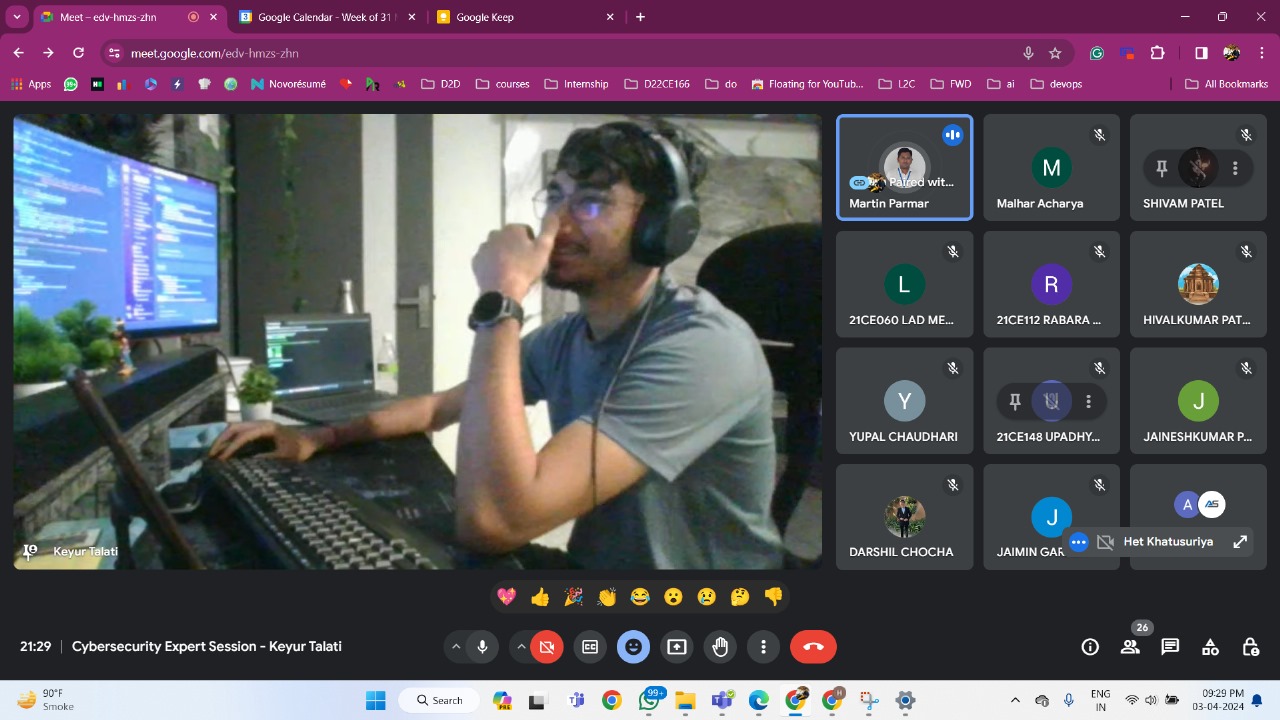 Meet – edv-hmzs-zhn
Google Calendar - Week of 31
Google Keep
meet.google.com/edv-hmzs-zhn
Apps
Novorésumé
D2D
courses
Internship
D22CE166
do
Floating for YouTub...
L2C
FWD
ai
devops
All Bookmarks
Keyur Talati
Paired wit...
Martin Parmar
M
Malhar Acharya
SHIVAM PATEL
L
21CE060 LAD ME...
R
21CE112 RABARA ...
HIVALKUMAR PAT...
Y
YUPAL CHAUDHARI
21CE148 UPADHY...
J
JAINESHKUMAR P...
DARSHIL CHOCHA
J
JAIMIN GAR
A
Het Khatusuriya
21:29
Cybersecurity Expert Session - Keyur Talati
26
90°F
Smoke
Search
99+
ENG
IN
09:29 PM
03-04-2024